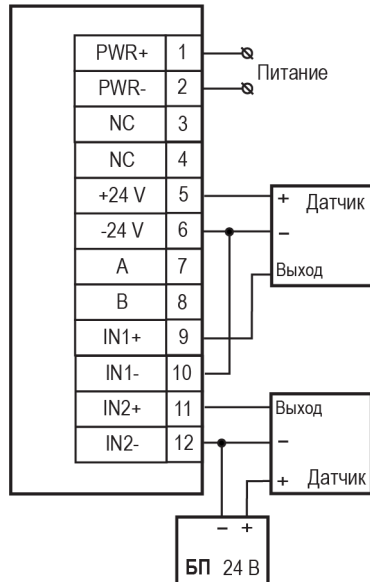 PWR+ 1
PWR- 2
Питание
NC 3
NC 4
+24 V 5
-24 V 6
+ Датчик
−
Выход
A 7
B 8
IN1+ 9
IN1- 10
IN2+ 11
IN2- 12
Выход
−
+ Датчик
− +
БП 24 В